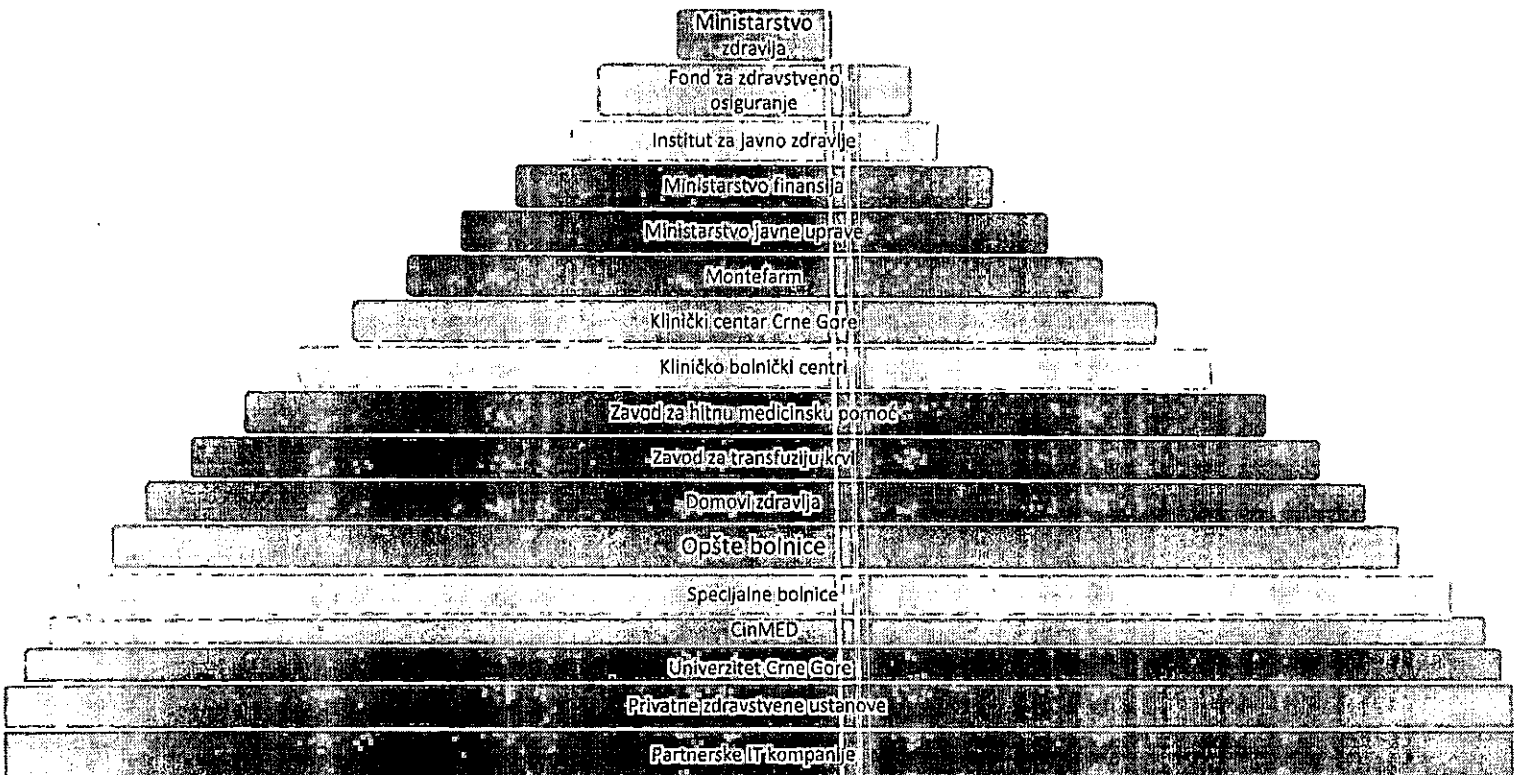 Ministarstvo
zdravlja
Fond za zdravstveno
osiguranje
Institut za javno zdravlje
Ministarstvo finansija
Ministarstvo javne uprave
Montefarm
Klinički centar Crne Gore
Kliničko bolnički centri
Zavod za hitnu medicinsku pomoć
Zavod za transfuziju krvi
Domovi zdravlja
Opšte bolnice
Specijalne bolnice
CinMED
Univerzitet Crne Gore
Privatne zdravstvene ustanove
Partnerske IT kompanije